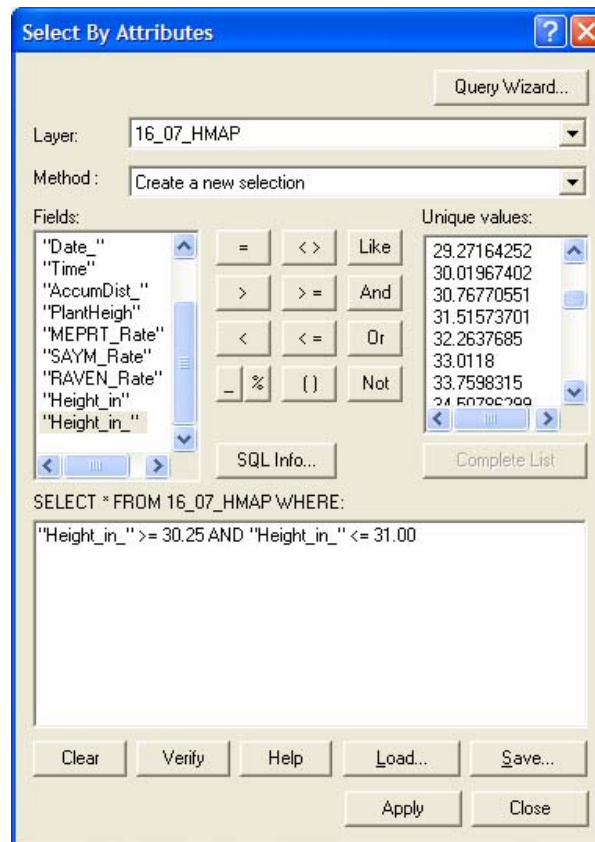 Select By Attributes
Query Wizard...
Layer: 16_07_HMAP
Method : Create a new selection
Fields:
"Date_"
"Time"
"AccumDist_"
"PlantHeigh"
"MEPRT_Rate"
"SAYM_Rate"
"RAVEN_Rate"
"Height_in"
"Height_in_"
= < > Like
> > = And
< < = Or
_ % ( ) Not
SQL Info...
Unique values:
29.27164252
30.01967402
30.76770551
31.51573701
32.2637685
33.0118
33.7598315
34.50786299
Complete List
SELECT * FROM 16_07_HMAP WHERE:
"Height_in_" >= 30.25 AND "Height_in_" <= 31.00
Clear Verify Help Load... Save...
Apply Close